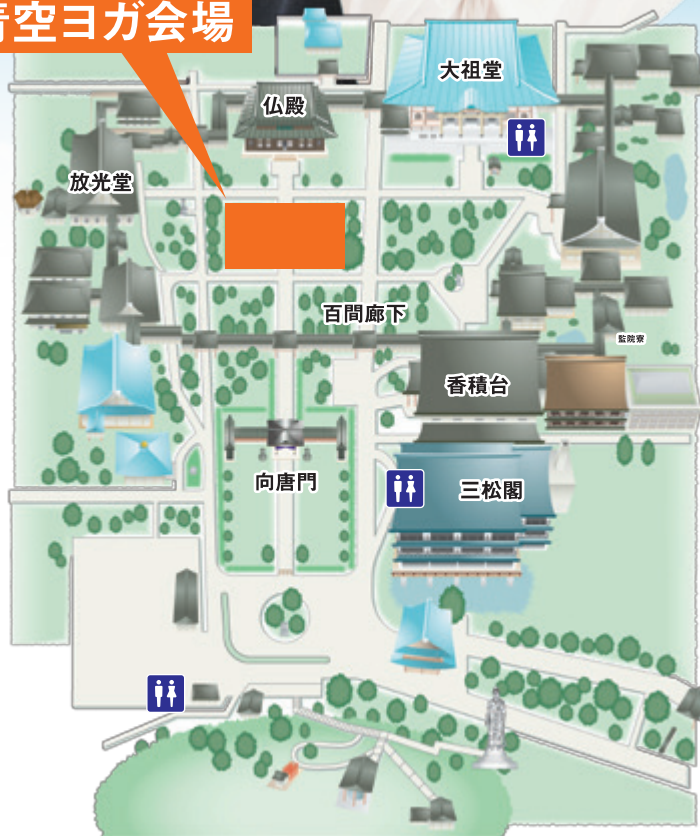 青空ヨガ会場
大祖堂
仏殿
放光堂
百間廊下
監院寮
香積台
向唐門
三松閣